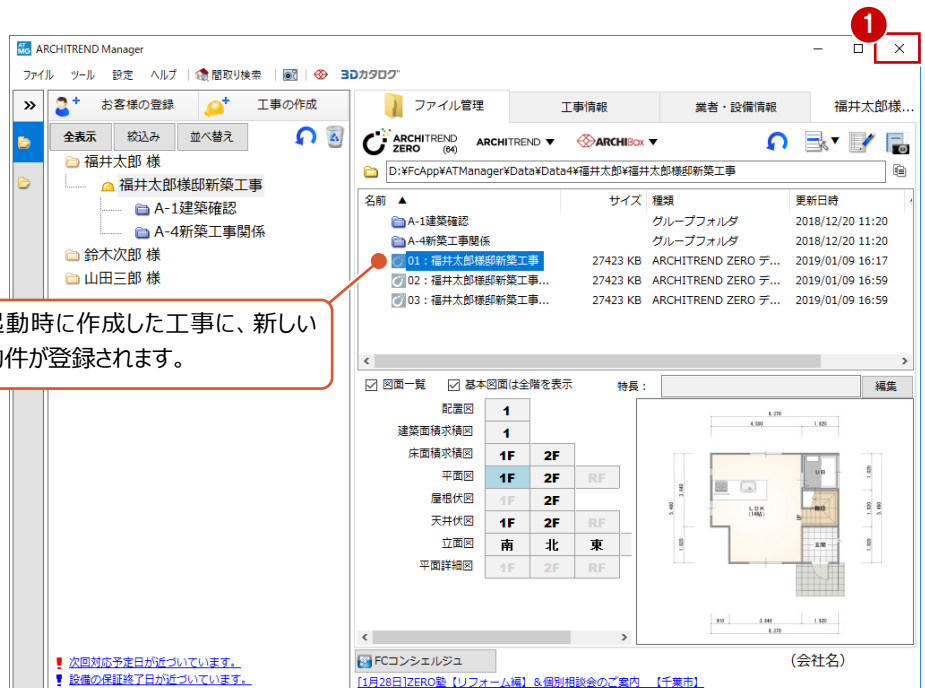 1
ARCHITREND Manager
ファイル ツール 設定 ヘルプ 間取り検索 3Dカタログ
お客様の登録 工事の作成
全表示 絞込み 並べ替え
福井太郎 様
福井太郎様邸新築工事
A-1建築確認
A-4新築工事関係
鈴木次郎 様
山田三郎 様
起動時に作成した工事に、新しい
物件が登録されます。
次回対応予定日が近づいています。
設備の保証終了日が近づいています。
ファイル管理 工事情報 業者・設備情報 福井太郎様...
ARCHITREND ZERO (64) ARCHITREND ▼ ARCHIBox ▼
D:¥FcApp¥ATManager¥Data¥Data4¥福井太郎¥福井太郎様邸新築工事
名前 ▲ サイズ 種類 更新日時
A-1建築確認 グループフォルダ 2018/12/20 11:20
A-4新築工事関係 グループフォルダ 2018/12/20 11:20
01:福井太郎様邸新築工事 27423 KB ARCHITREND ZERO デ... 2019/01/09 16:17
02:福井太郎様邸新築工事... 27423 KB ARCHITREND ZERO デ... 2019/01/09 16:59
03:福井太郎様邸新築工事... 27423 KB ARCHITREND ZERO デ... 2019/01/09 16:59
図面一覧 基本図面は全階を表示 特長: 編集
配置図 1
建築面積求積図 1
床面積求積図 1F 2F
平面図 1F 2F RF
屋根伏図 1F 2F
天井伏図 1F 2F RF
立面図 南 北 東
平面詳細図 1F 2F RF
6,370
4,550 1,820
UB
LDK
玄関
910 3,640 1,820
6,370
FCコンシェルジュ (会社名)
[1月28日]ZERO塾【リフォーム編】&個別相談会のご案内 【千葉市】